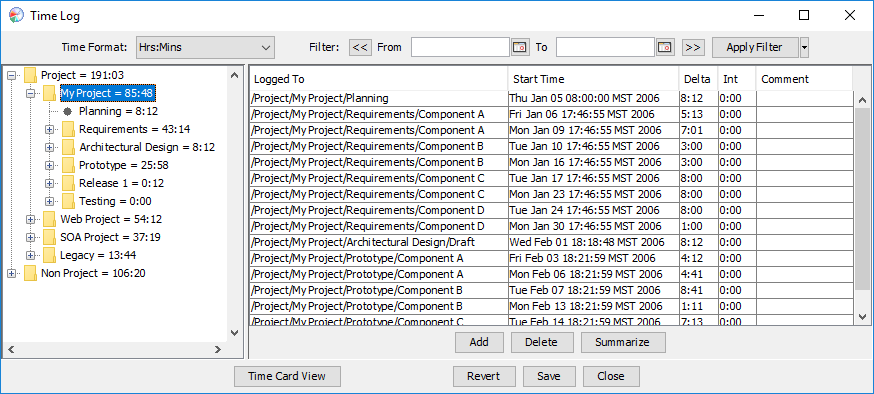 Time Log
Time Format: Hrs:Mins Filter: << From To >> Apply Filter
Project = 191:03
My Project = 85:48
Planning = 8:12
Requirements = 43:14
Architectural Design = 8:12
Prototype = 25:58
Release 1 = 0:12
Testing = 0:00
Web Project = 54:12
SOA Project = 37:19
Legacy = 13:44
Non Project = 106:20
Logged To Start Time Delta Int Comment
/Project/My Project/Planning Thu Jan 05 08:00:00 MST 2006 8:12 0:00
/Project/My Project/Requirements/Component A Fri Jan 06 17:46:55 MST 2006 5:13 0:00
/Project/My Project/Requirements/Component A Mon Jan 09 17:46:55 MST 2006 7:01 0:00
/Project/My Project/Requirements/Component B Tue Jan 10 17:46:55 MST 2006 3:00 0:00
/Project/My Project/Requirements/Component B Mon Jan 16 17:46:55 MST 2006 3:00 0:00
/Project/My Project/Requirements/Component C Tue Jan 17 17:46:55 MST 2006 8:00 0:00
/Project/My Project/Requirements/Component C Mon Jan 23 17:46:55 MST 2006 8:00 0:00
/Project/My Project/Requirements/Component D Tue Jan 24 17:46:55 MST 2006 8:00 0:00
/Project/My Project/Requirements/Component D Mon Jan 30 17:46:55 MST 2006 1:00 0:00
/Project/My Project/Architectural Design/Draft Wed Feb 01 18:18:48 MST 2006 8:12 0:00
/Project/My Project/Prototype/Component A Fri Feb 03 18:21:59 MST 2006 4:12 0:00
/Project/My Project/Prototype/Component A Mon Feb 06 18:21:59 MST 2006 4:41 0:00
/Project/My Project/Prototype/Component B Tue Feb 07 18:21:59 MST 2006 8:41 0:00
/Project/My Project/Prototype/Component B Mon Feb 13 18:21:59 MST 2006 1:11 0:00
/Project/My Project/Prototype/Component C Tue Feb 14 18:21:59 MST 2006 7:13 0:00
Add Delete Summarize
Time Card View Revert Save Close